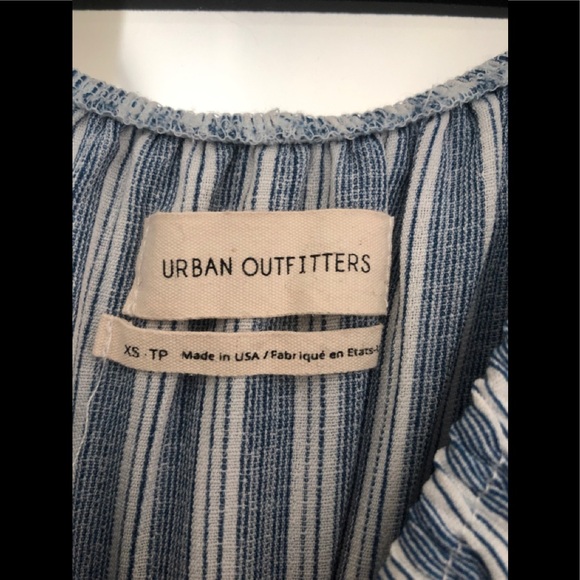 URBAN OUTFITTERS
XS TP Made in USA / Fabriqué en Etats-